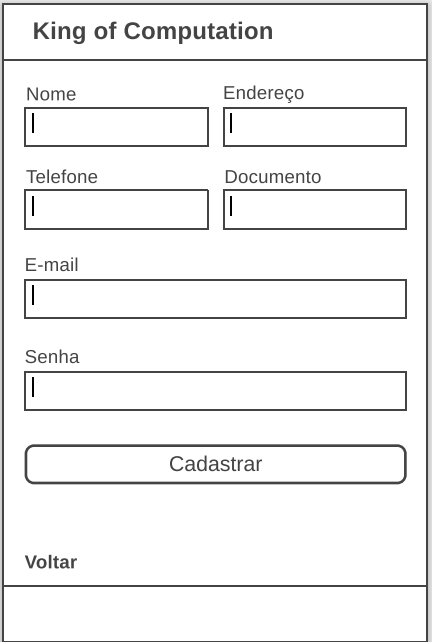 King of Computation
Nome
Endereço
Telefone
Documento
E-mail
Senha
Cadastrar
Voltar